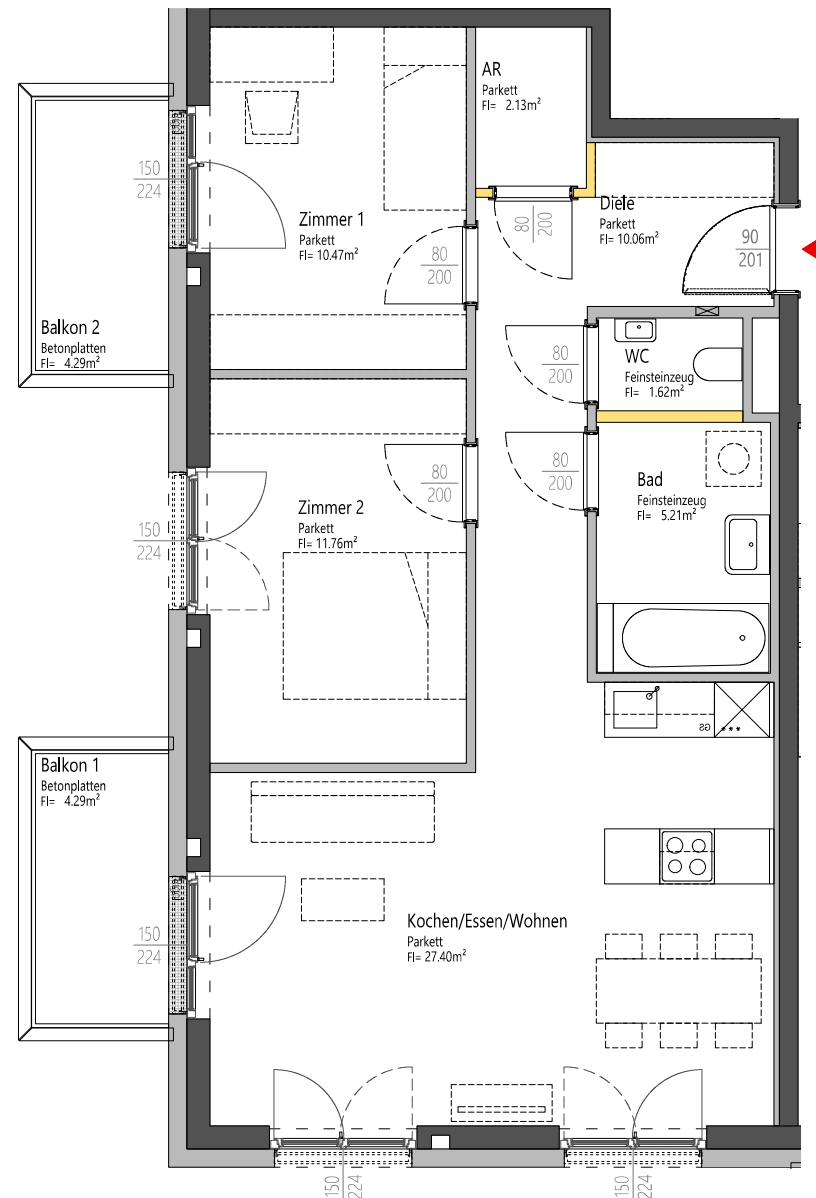 AR
Parkett
Fl= 2.13m²
150
224
Zimmer 1
Parkett
Fl= 10.47m²
80
200
80
200
Diele
Parkett
Fl= 10.06m²
90
201
Balkon 2
Betonplatten
Fl= 4.29m²
80
200
WC
Feinsteinzeug
Fl= 1.62m²
80
200
80
200
Bad
Feinsteinzeug
Fl= 5.21m²
Zimmer 2
Parkett
Fl= 11.76m²
150
224
GS
***
Balkon 1
Betonplatten
Fl= 4.29m²
Kochen/Essen/Wohnen
Parkett
Fl= 27.40m²
150
224
150
224
150
224